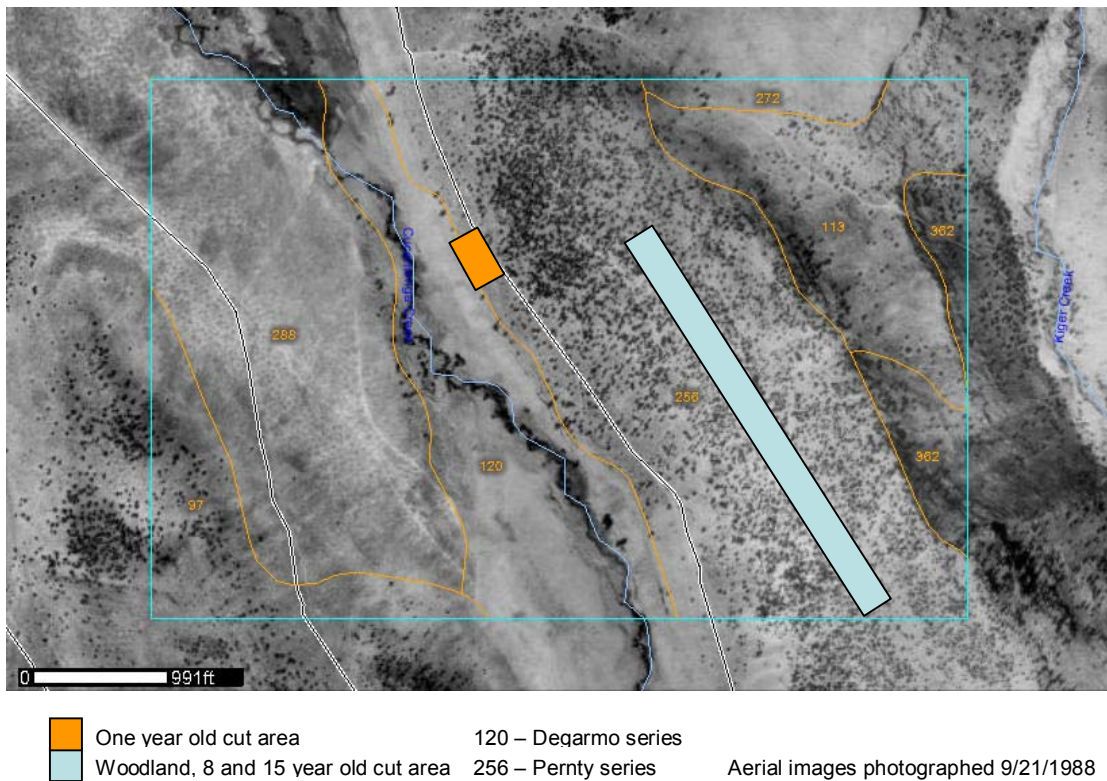 272
113
362
Kiger Creek
288
256
362
120
97
0 991ft
One year old cut area 120 – Degarmo series
Woodland, 8 and 15 year old cut area 256 – Pernty series Aerial images photographed 9/21/1988